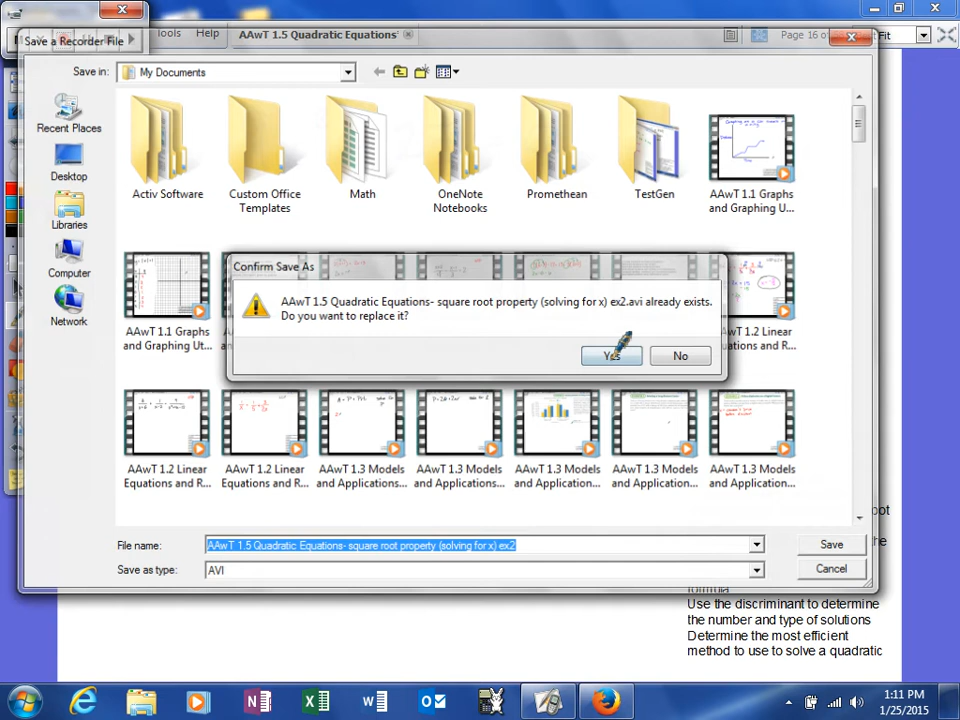 Tools
Help
AAwT 1.5 Quadratic Equations*
Page 16 of
Fit
Save a Recorder File
Save in:
My Documents
Recent Places
Desktop
Libraries
Computer
Network
Activ Software
Custom Office
Templates
Math
OneNote
Notebooks
Promethean
TestGen
AAwT 1.1 Graphs
and Graphing Ut...
Confirm Save As
AAwT 1.5 Quadratic Equations- square root property (solving for x) ex2.avi already exists.
Do you want to replace it?
Yes
No
AAwT 1.1 Graphs
and Graphing Ut...
1.2 Linear
Equations and R...
AAwT 1.2 Linear
Equations and R...
AAwT 1.2 Linear
Equations and R...
AAwT 1.3 Models
and Applications...
AAwT 1.3 Models
and Applications...
AAwT 1.3 Models
and Applications...
AAwT 1.3 Models
and Applications...
AAwT 1.3 Models
and Applications...
File name:
AAwT 1.5 Quadratic Equations- square root property (solving for x) ex2
Save
Save as type:
AVI
Cancel
formula
Use the discriminant to determine
the number and type of solutions
Determine the most efficient
method to use to solve a quadratic
1:11 PM
1/25/2015